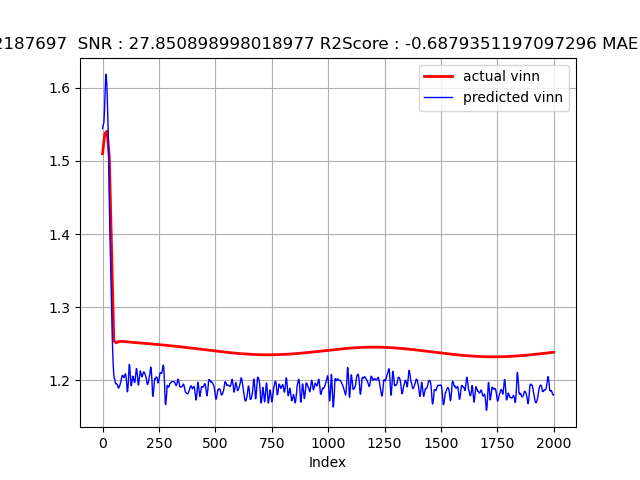 2187697  SNR : 27.850898998018977 R2Score : -0.6879351197097296 MAE
actual vinn
predicted vinn
1.6
1.5
1.4
1.3
1.2
0 250 500 750 1000 1250 1500 1750 2000
Index